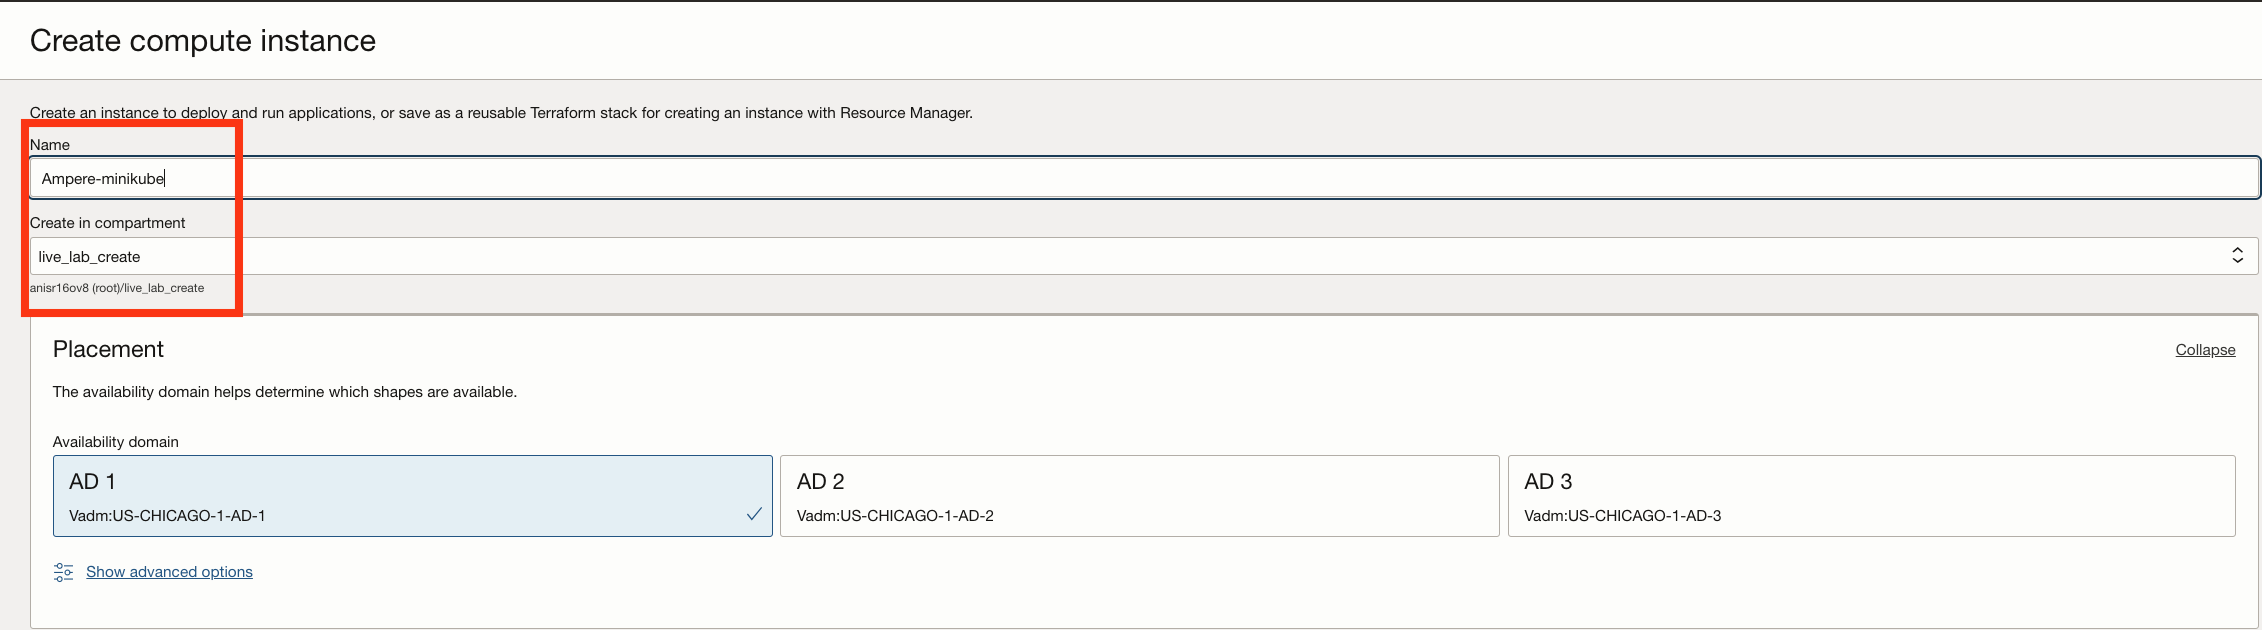 Create compute instance
Create an instance to deploy and run applications, or save as a reusable Terraform stack for creating an instance with Resource Manager.
Name
Ampere-minikube
Create in compartment
live_lab_create
anisr16ov8 (root)/live_lab_create
Placement
Collapse
The availability domain helps determine which shapes are available.
Availability domain
AD 1
Vadm:US-CHICAGO-1-AD-1
AD 2
Vadm:US-CHICAGO-1-AD-2
AD 3
Vadm:US-CHICAGO-1-AD-3
Show advanced options